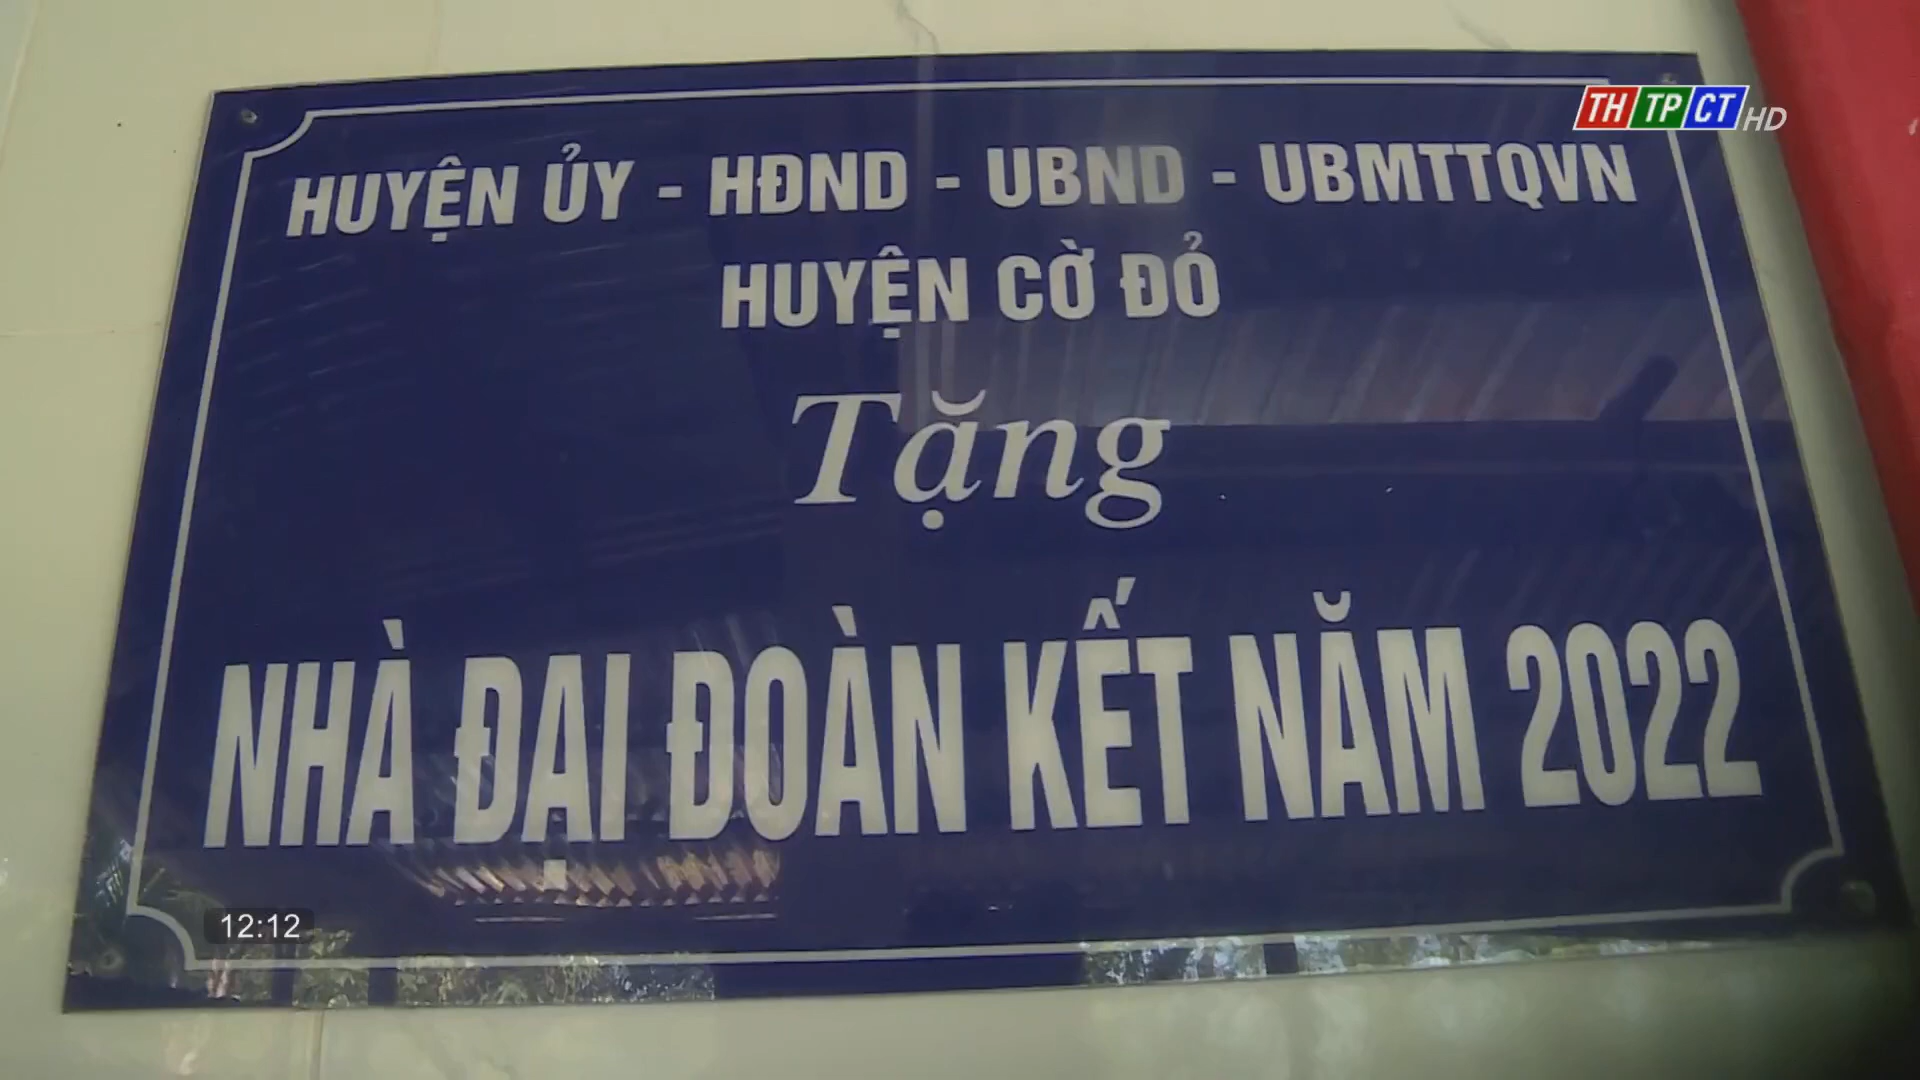 THTPCT HD
HUYỆN ỦY - HĐND - UBND - UBMTTQVN
HUYỆN CỜ ĐỎ
Tặng
NHÀ ĐẠI ĐOÀN KẾT NĂM 2022
12:12